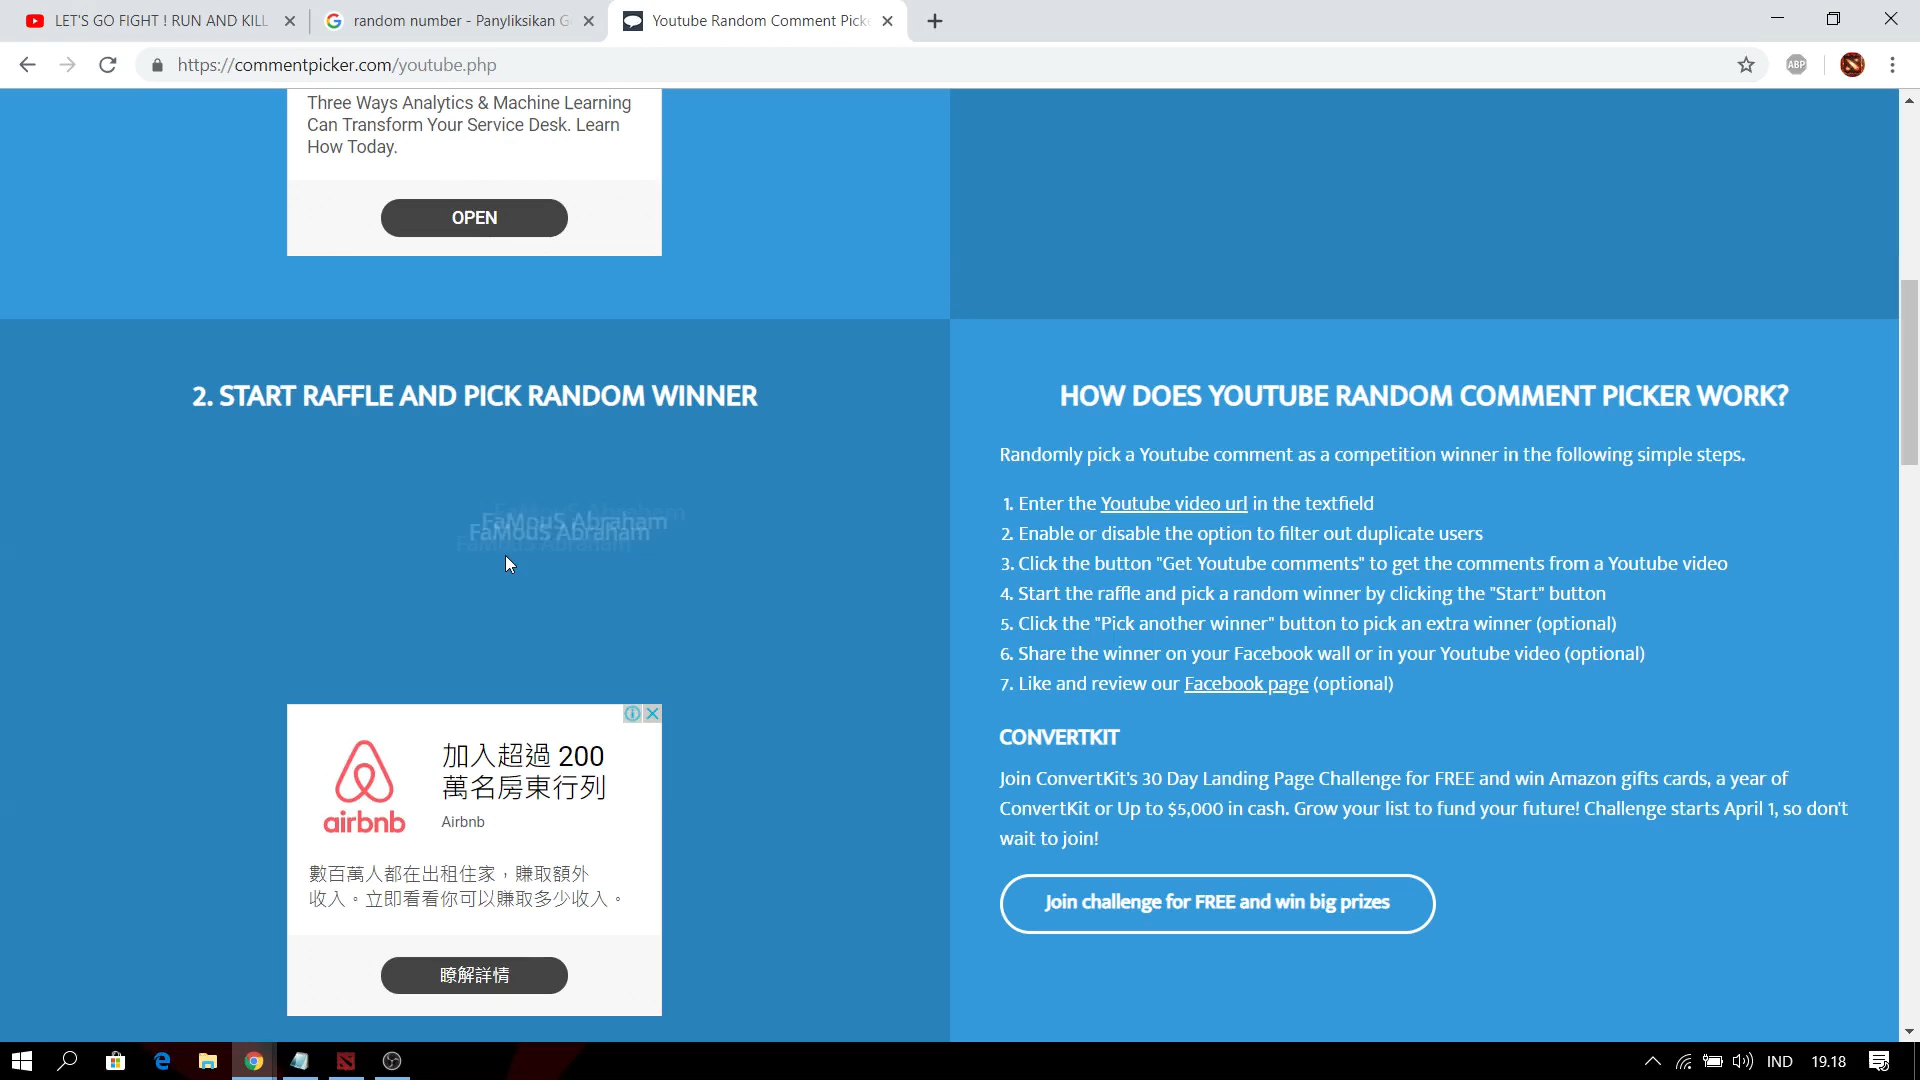 LET'S GO FIGHT ! RUN AND KILL
random number - Panyliksikan G
Youtube Random Comment Pick
https://commentpicker.com/youtube.php
ABP
Three Ways Analytics & Machine Learning
Can Transform Your Service Desk. Learn
How Today.
OPEN
2. START RAFFLE AND PICK RANDOM WINNER
FaMouS Abraham
FaMouS Abraham
FaMouS Abraham
FaMouS Abraham
airbnb
加入超過 200
萬名房東行列
Airbnb
數百萬人都在出租住家，賺取額外
收入。立即看看你可以賺取多少收入。
瞭解詳情
HOW DOES YOUTUBE RANDOM COMMENT PICKER WORK?
Randomly pick a Youtube comment as a competition winner in the following simple steps.
1. Enter the Youtube video url in the textfield
2. Enable or disable the option to filter out duplicate users
3. Click the button "Get Youtube comments" to get the comments from a Youtube video
4. Start the raffle and pick a random winner by clicking the "Start" button
5. Click the "Pick another winner" button to pick an extra winner (optional)
6. Share the winner on your Facebook wall or in your Youtube video (optional)
7. Like and review our Facebook page (optional)
CONVERTKIT
Join ConvertKit's 30 Day Landing Page Challenge for FREE and win Amazon gifts cards, a year of
ConvertKit or Up to $5,000 in cash. Grow your list to fund your future! Challenge starts April 1, so don't
wait to join!
Join challenge for FREE and win big prizes
IND
19.18